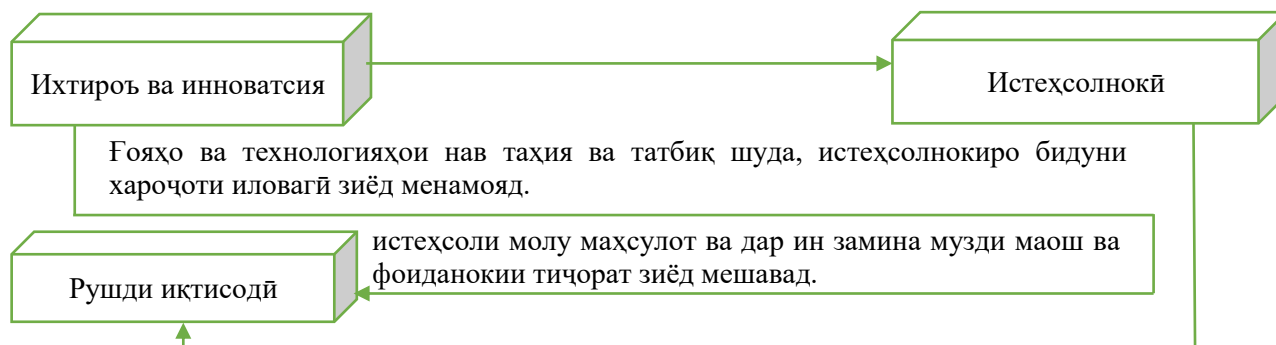 Ихтироъ ва инноватсия
Истеҳсолнокӣ
Ғояҳо ва технологияҳои нав таҳия ва татбиқ шуда, истеҳсолнокиро бидуни
хароҷоти иловагӣ зиёд менамояд.
истеҳсоли молу маҳсулот ва дар ин замина музди маош ва
фоиданокии тиҷорат зиёд мешавад.
Рушди иқтисодӣ